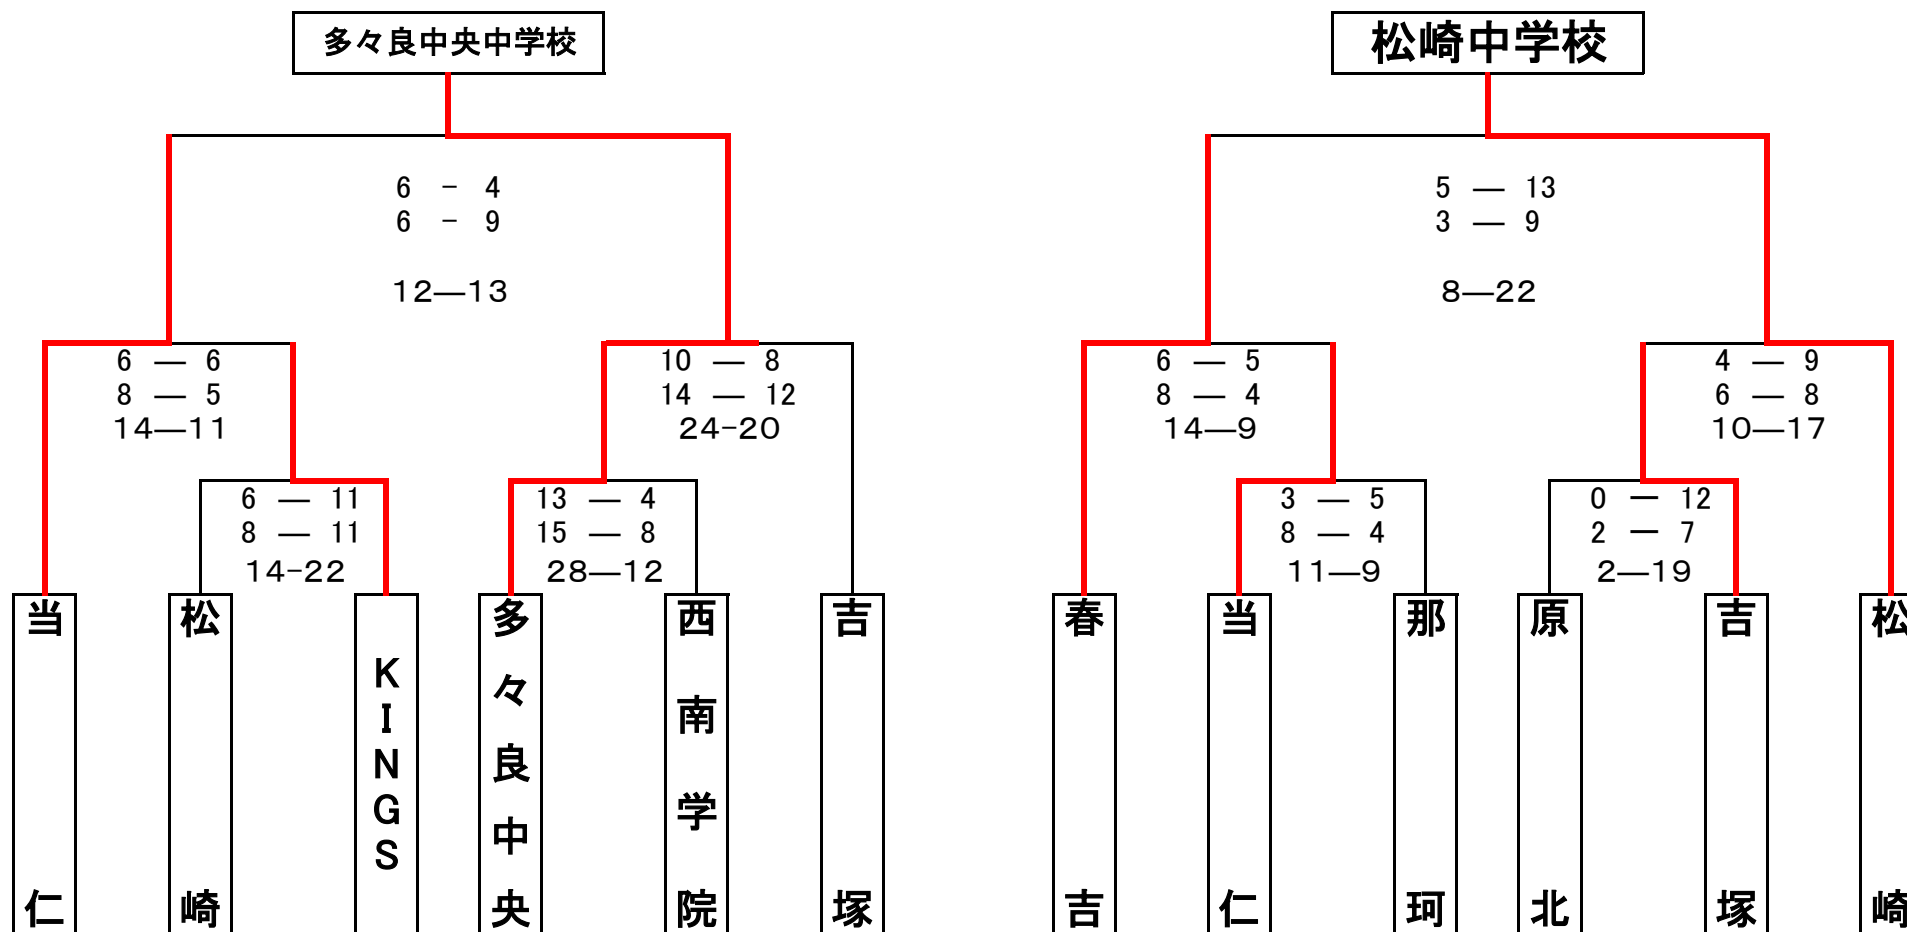 多々良中央中学校
6 - 4
6 - 9
12―13
6 ― 6
8 ― 5
14―11
10 ― 8
14 ― 12
24-20
6 ― 11
8 ― 11
14-22
13 ― 4
15 ― 8
28―12
当仁
松崎
KINGS
多々良中央
西南学院
吉塚
松崎中学校
5 ― 13
3 ― 9
8―22
6 ― 5
8 ― 4
14―9
4 ― 9
6 ― 8
10―17
3 ― 5
8 ― 4
11―9
0 ー 12
2 ー 7
2―19
春吉
当仁
那珂
原北
吉塚
松崎